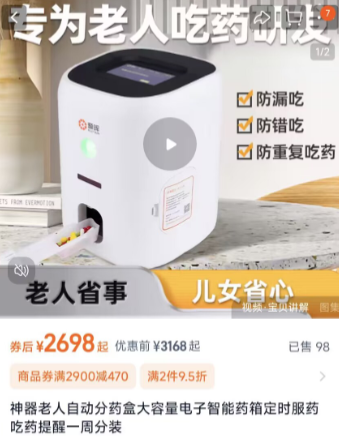 专为老人吃药研发
7
1/2
防漏吃
防错吃
防重复吃药
老人省事
儿女省心
视频·宝贝讲解
图集
券后 ¥2698起 优惠前 ¥3168 起
已售 98
商品券满2900减470
满2件9.5折
神器老人自动分药盒大容量电子智能药箱定时服药
吃药提醒一周分装